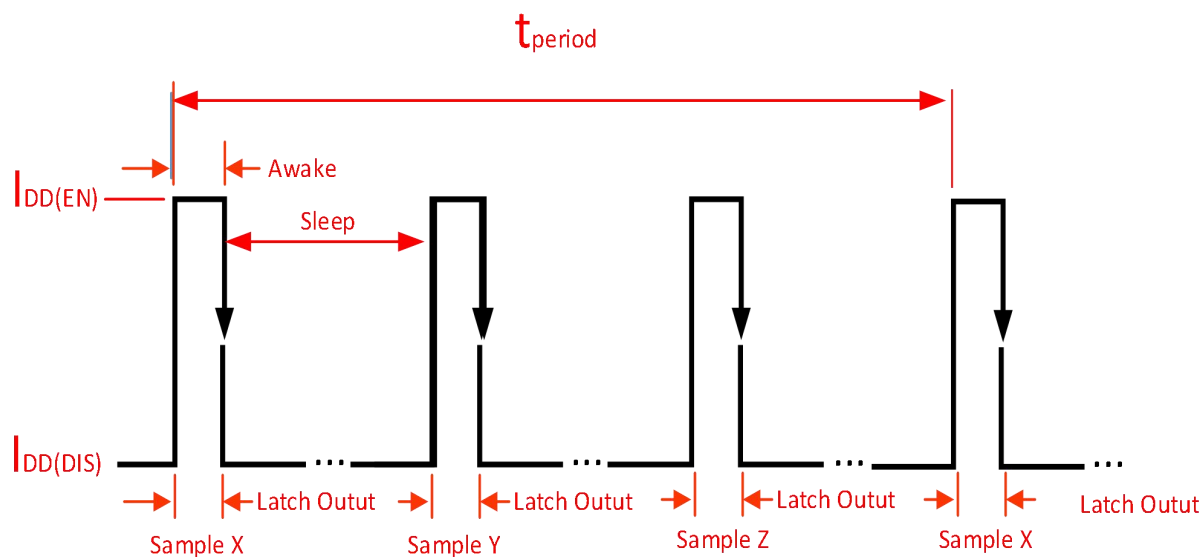 tperiod
Awake
IDD(EN)
Sleep
IDD(DIS)
...
...
...
...
Latch Outut
Latch Outut
Latch Outut
Latch Outut
Sample X
Sample Y
Sample Z
Sample X